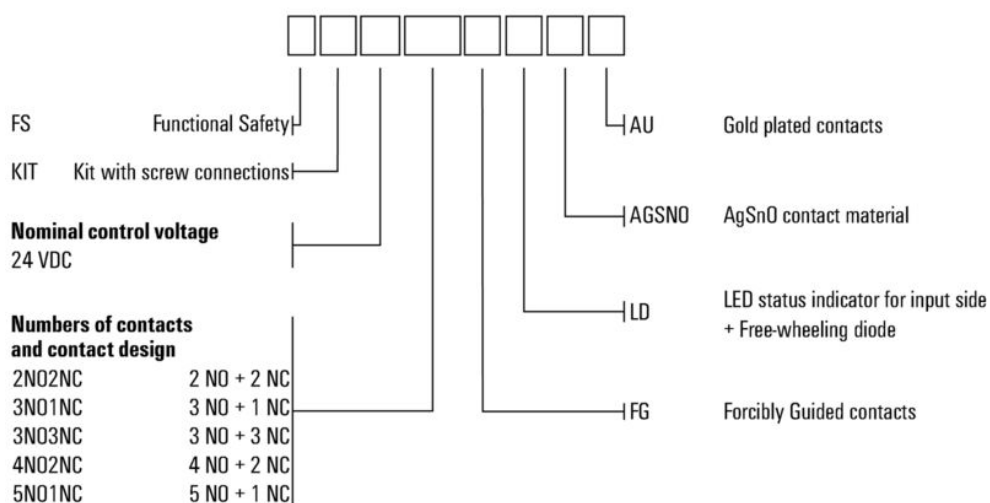 FS Functional Safety
KIT Kit with screw connections
Nominal control voltage
24 VDC
Numbers of contacts
and contact design
2NO2NC 2 NO + 2 NC
3NO1NC 3 NO + 1 NC
3NO3NC 3 NO + 3 NC
4NO2NC 4 NO + 2 NC
5NO1NC 5 NO + 1 NC
AU Gold plated contacts
AGSNO AgSnO contact material
LD LED status indicator for input side
+ Free-wheeling diode
FG Forcibly Guided contacts